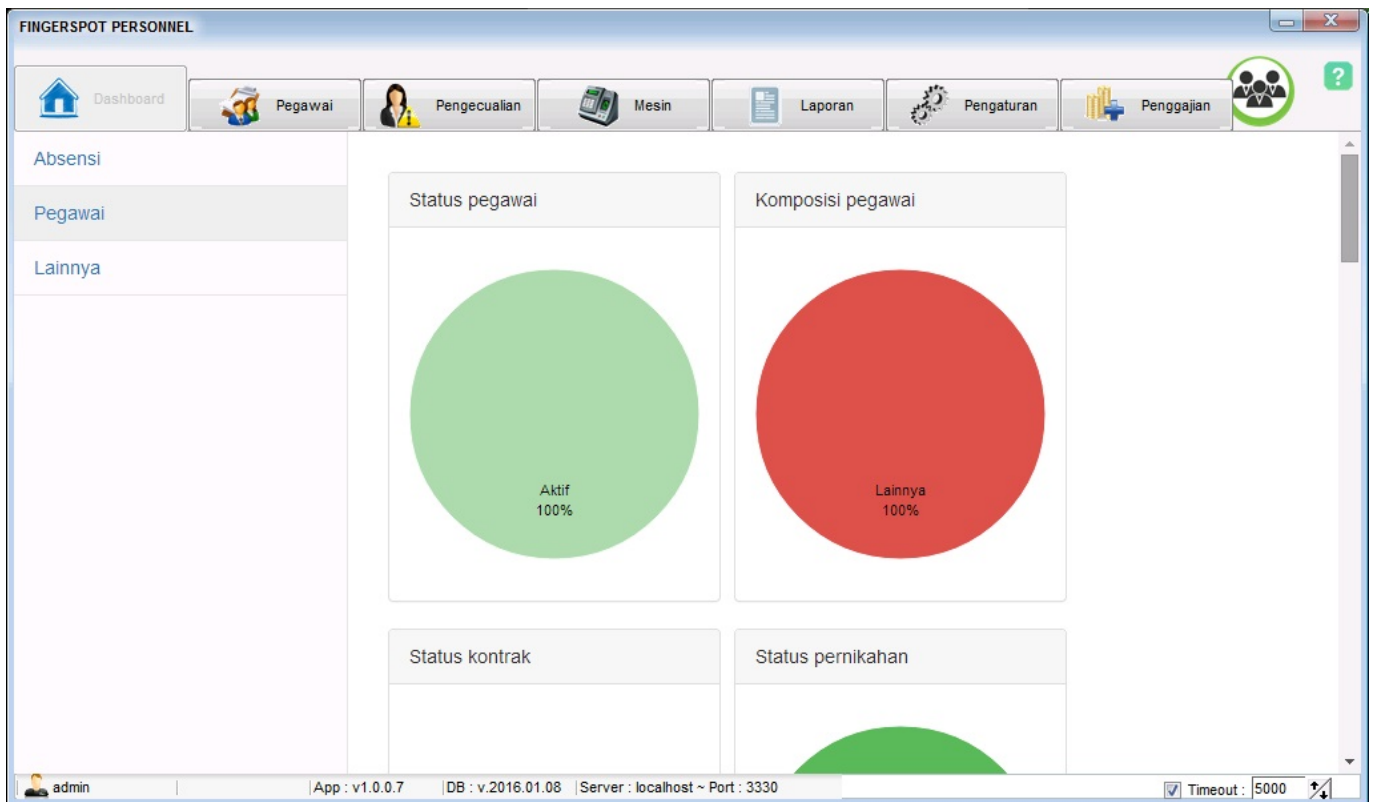 FINGERSPOT PERSONNEL
Dashboard
Pegawai
Pengecualian
Mesin
Laporan
Pengaturan
Penggajian
?
Absensi
Pegawai
Lainnya
Status pegawai
Aktif
100%
Komposisi pegawai
Lainnya
100%
Status kontrak
Status pernikahan
admin
App : v1.0.0.7
DB : v.2016.01.08
Server : localhost ~ Port : 3330
Timeout : 5000